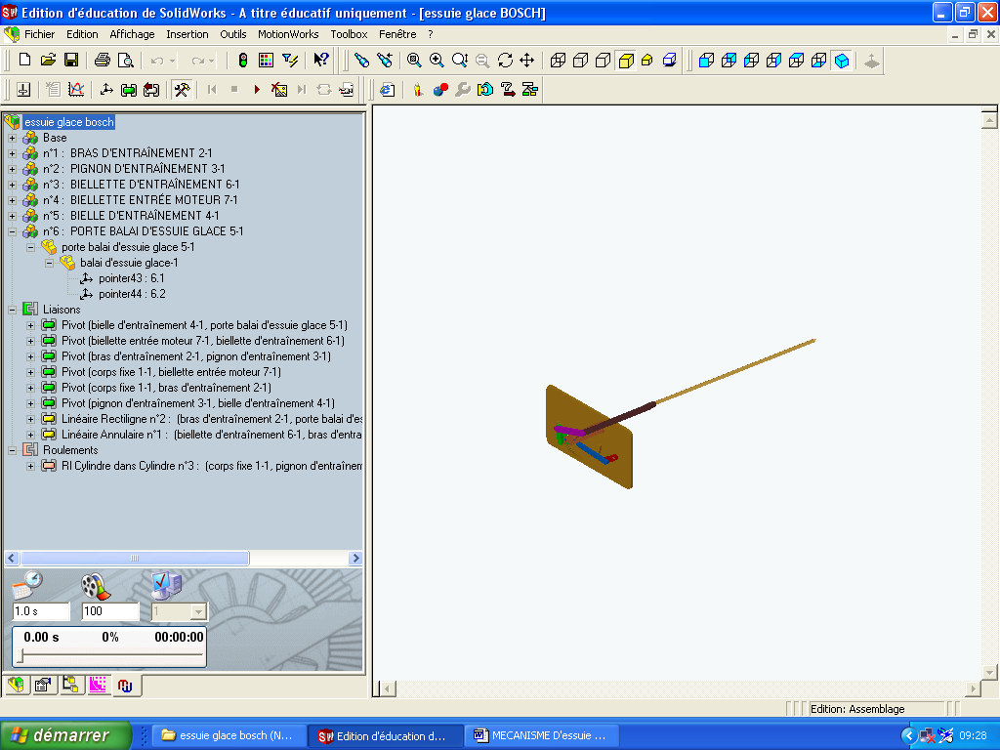 Edition d'éducation de SolidWorks - A titre éducatif uniquement - [essuie glace BOSCH]
Fichier Edition Affichage Insertion Outils MotionWorks Toolbox Fenêtre ?
essuie glace bosch
Base
n°1 : BRAS D'ENTRAÎNEMENT 2-1
n°2 : PIGNON D'ENTRAÎNEMENT 3-1
n°3 : BIELLETTE D'ENTRAÎNEMENT 6-1
n°4 : BIELLETTE ENTRÉE MOTEUR 7-1
n°5 : BIELLE D'ENTRAÎNEMENT 4-1
n°6 : PORTE BALAI D'ESSUIE GLACE 5-1
porte balai d'essuie glace 5-1
balai d'essuie glace-1
pointer43 : 6.1
pointer44 : 6.2
Liaisons
Pivot (bielle d'entraînement 4-1, porte balai d'essuie glace 5-1)
Pivot (biellette entrée moteur 7-1, biellette d'entraînement 6-1)
Pivot (bras d'entraînement 2-1, pignon d'entraînement 3-1)
Pivot (corps fixe 1-1, biellette entrée moteur 7-1)
Pivot (corps fixe 1-1, bras d'entraînement 2-1)
Pivot (pignon d'entraînement 3-1, bielle d'entraînement 4-1)
Linéaire Rectiligne n°2 : (bras d'entraînement 2-1, porte balai d'es
Linéaire Annulaire n°1 : (biellette d'entraînement 6-1, bras d'entra
Roulements
RI Cylindre dans Cylindre n°3 : (corps fixe 1-1, pignon d'entraînem
1.0 s 100 1
0.00 s 0% 00:00:00
Edition: Assemblage
démarrer essuie glace bosch (N... Edition d'éducation d... MECANISME D'essuie ... 09:28